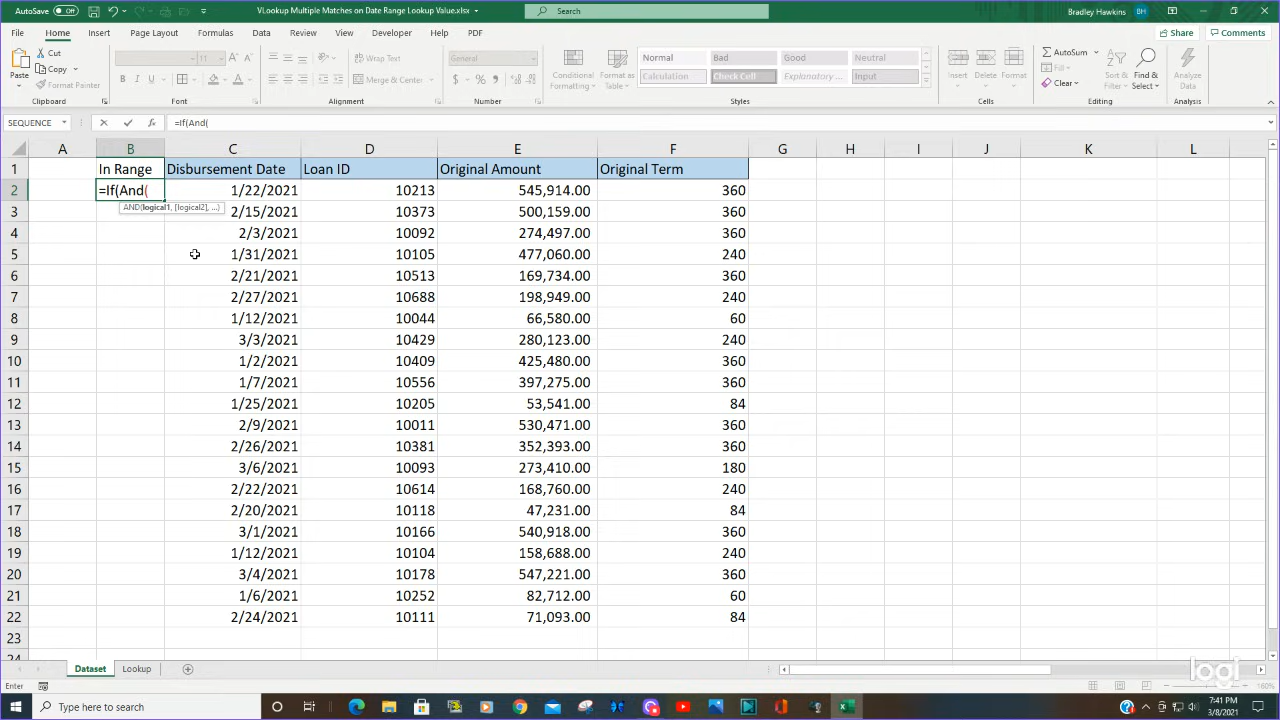 AutoSave Off
VLookup Multiple Matches on Date Range Lookup Value.xlsx
Search
Bradley Hawkins BH
File Home Insert Draw Page Layout Formulas Data Review View Developer Help PDF
Share Comments
Paste
Cut
Copy
Format Painter
11
Wrap Text
Merge & Center
General
Conditional Formatting
Format as Table
Normal Bad Good Neutral
Calculation Check Cell Explanatory ... Input
Insert Delete Format
AutoSum
Fill
Clear
Sort & Filter
Find & Select
Analyze Data
Clipboard Font Alignment Number Styles Cells Editing Analysis
SEQUENCE =If(And(
A B C D E F G H I J K L
1 In Range Disbursement Date Loan ID Original Amount Original Term
2 =If(And( 1/22/2021 10213 545,914.00 360
AND(logical1, [logical2], ...)
3 2/15/2021 10373 500,159.00 360
4 2/3/2021 10092 274,497.00 360
5 1/31/2021 10105 477,060.00 240
6 2/21/2021 10513 169,734.00 360
7 2/27/2021 10688 198,949.00 240
8 1/12/2021 10044 66,580.00 60
9 3/3/2021 10429 280,123.00 240
10 1/2/2021 10409 425,480.00 360
11 1/7/2021 10556 397,275.00 360
12 1/25/2021 10205 53,541.00 84
13 2/9/2021 10011 530,471.00 360
14 2/26/2021 10381 352,393.00 360
15 3/6/2021 10093 273,410.00 180
16 2/22/2021 10614 168,760.00 240
17 2/20/2021 10118 47,231.00 84
18 3/1/2021 10166 540,918.00 360
19 1/12/2021 10104 158,688.00 240
20 3/4/2021 10178 547,221.00 360
21 1/6/2021 10252 82,712.00 60
22 2/24/2021 10111 71,093.00 84
23
24
Dataset Lookup
logi
Enter
160%
Type here to search
7:41 PM
3/8/2021